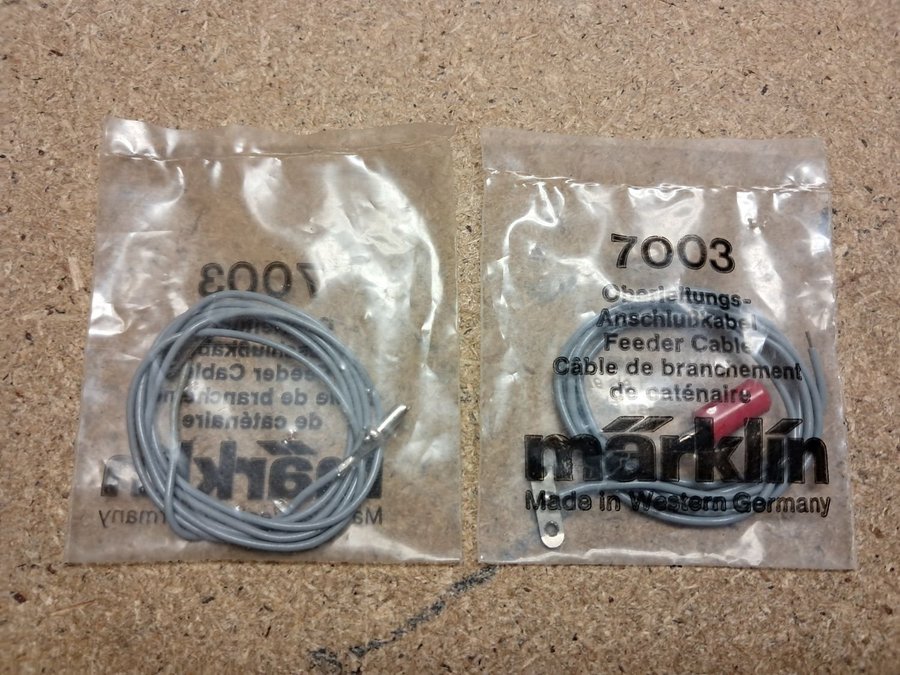 7003
Oberleitungs-
Anschlußkabel
Feeder Cable
Câble de branchement
de caténaire
märklin
Made in Western Germany